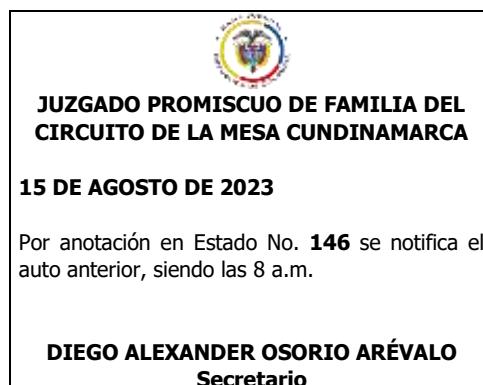 JUZGADO PROMISCUO DE FAMILIA DEL
CIRCUITO DE LA MESA CUNDINAMARCA
15 DE AGOSTO DE 2023
Por anotación en Estado No. 146 se notifica el
auto anterior, siendo las 8 a.m.
DIEGO ALEXANDER OSORIO ARÉVALO
Secretario